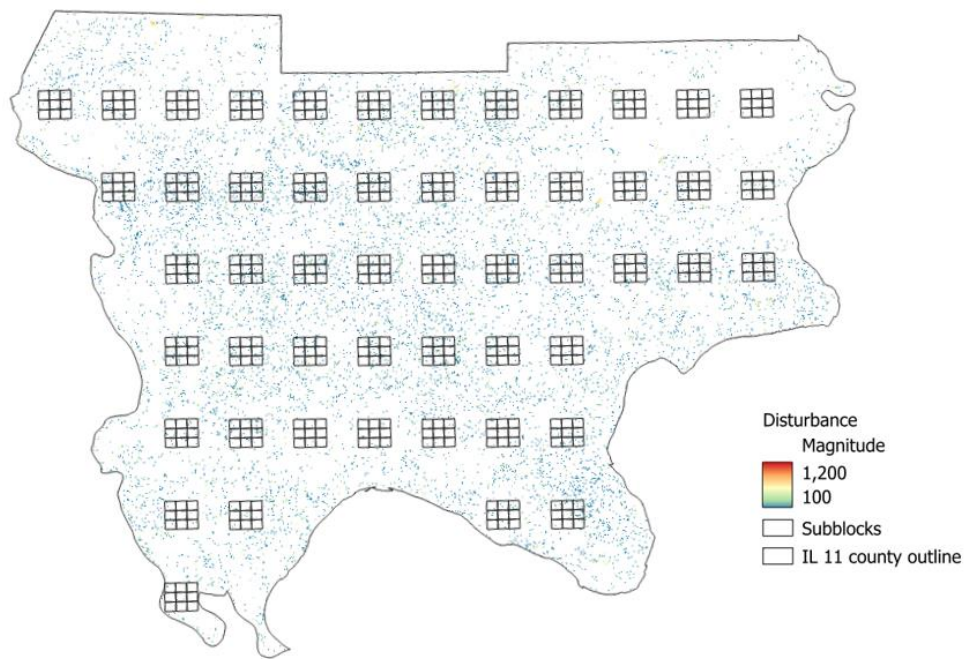 Disturbance
Magnitude
1,200
100
Subblocks
IL 11 county outline